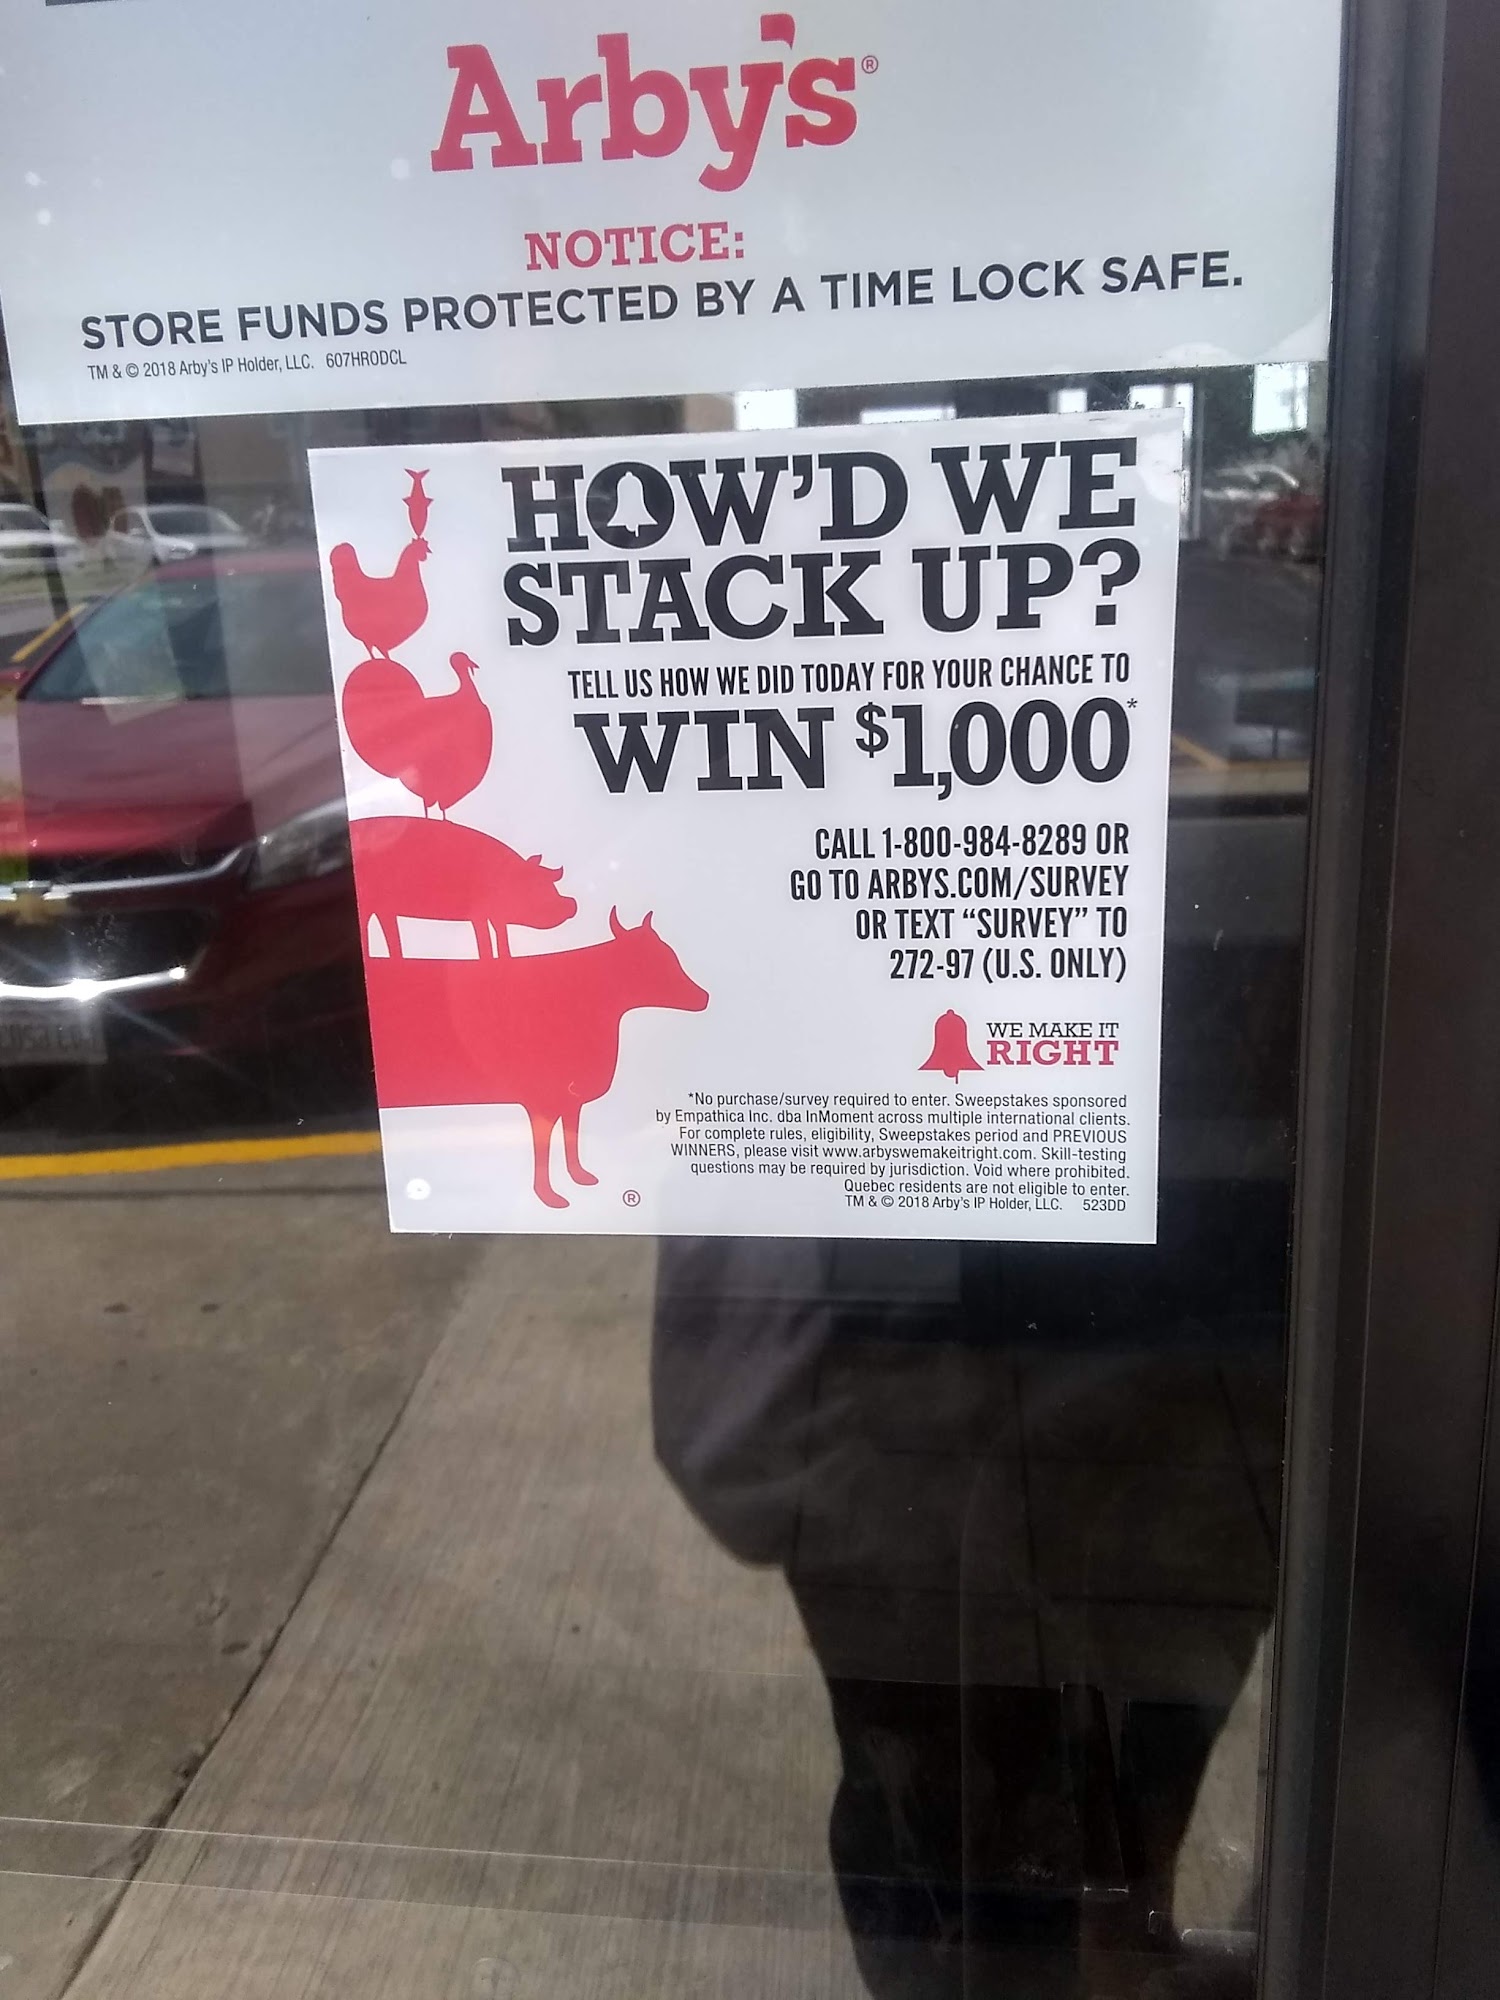 Arby's®
NOTICE:
STORE FUNDS PROTECTED BY A TIME LOCK SAFE.
TM & © 2018 Arby's IP Holder, LLC. 607HRODCL
HOW'D WE
STACK UP?
TELL US HOW WE DID TODAY FOR YOUR CHANCE TO
WIN $1,000*
CALL 1-800-984-8289 OR
GO TO ARBYS.COM/SURVEY
OR TEXT “SURVEY” TO
272-97 (U.S. ONLY)
WE MAKE IT
RIGHT
*No purchase/survey required to enter. Sweepstakes sponsored
by Empathica Inc. dba InMoment across multiple international clients.
For complete rules, eligibility, Sweepstakes period and PREVIOUS
WINNERS, please visit www.arbyswemakeitright.com. Skill-testing
questions may be required by jurisdiction. Void where prohibited.
Quebec residents are not eligible to enter.
TM & © 2018 Arby's IP Holder, LLC. 523DD
®